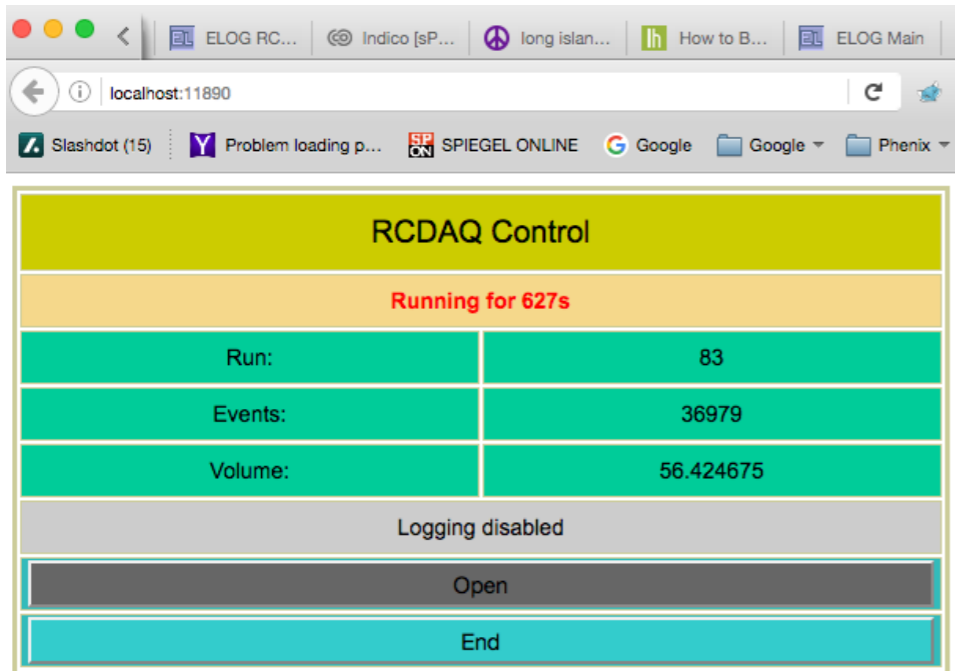 ELOG RC... Indico [sP... long islan... How to B... ELOG Main
localhost:11890
Slashdot (15) Problem loading p... SPIEGEL ONLINE Google Google Phenix
RCDAQ Control
Running for 627s
Run: 83
Events: 36979
Volume: 56.424675
Logging disabled
Open
End